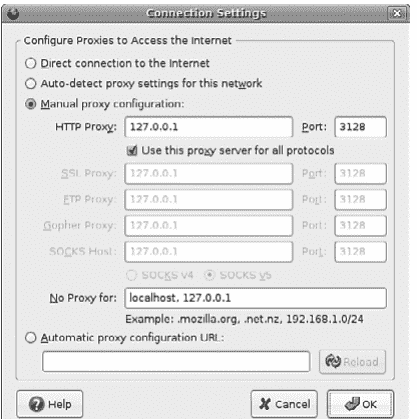 Connection Settings
Configure Proxies to Access the Internet
Direct connection to the Internet
Auto-detect proxy settings for this network
Manual proxy configuration:
HTTP Proxy: 127.0.0.1 Port: 3128
Use this proxy server for all protocols
SSL Proxy: 127.0.0.1 Port: 3128
FTP Proxy: 127.0.0.1 Port: 3128
Gopher Proxy: 127.0.0.1 Port: 3128
SOCKS Host: 127.0.0.1 Port: 3128
SOCKS v4 SOCKS v5
No Proxy for: localhost, 127.0.0.1
Example: .mozilla.org, .net.nz, 192.168.1.0/24
Automatic proxy configuration URL:
Reload
Help Cancel OK